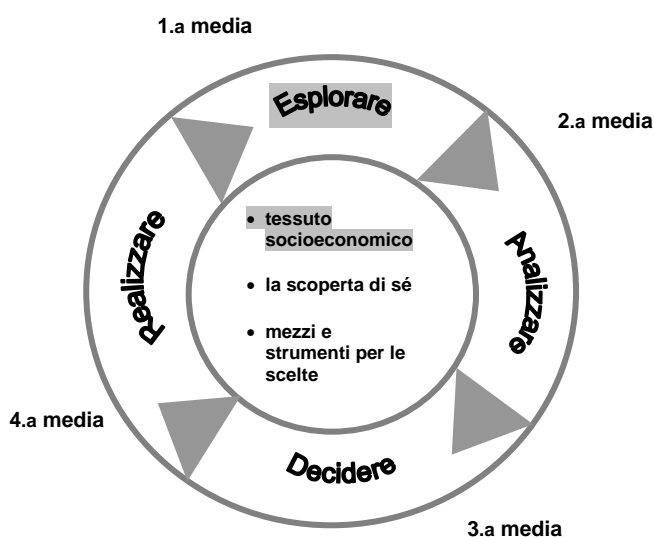 1.a media
Esplorare
2.a media
• tessuto
socioeconomico
Realizzare
Analizzare
• la scoperta di sé
• mezzi e
strumenti per le
scelte
4.a media
Decidere
3.a media